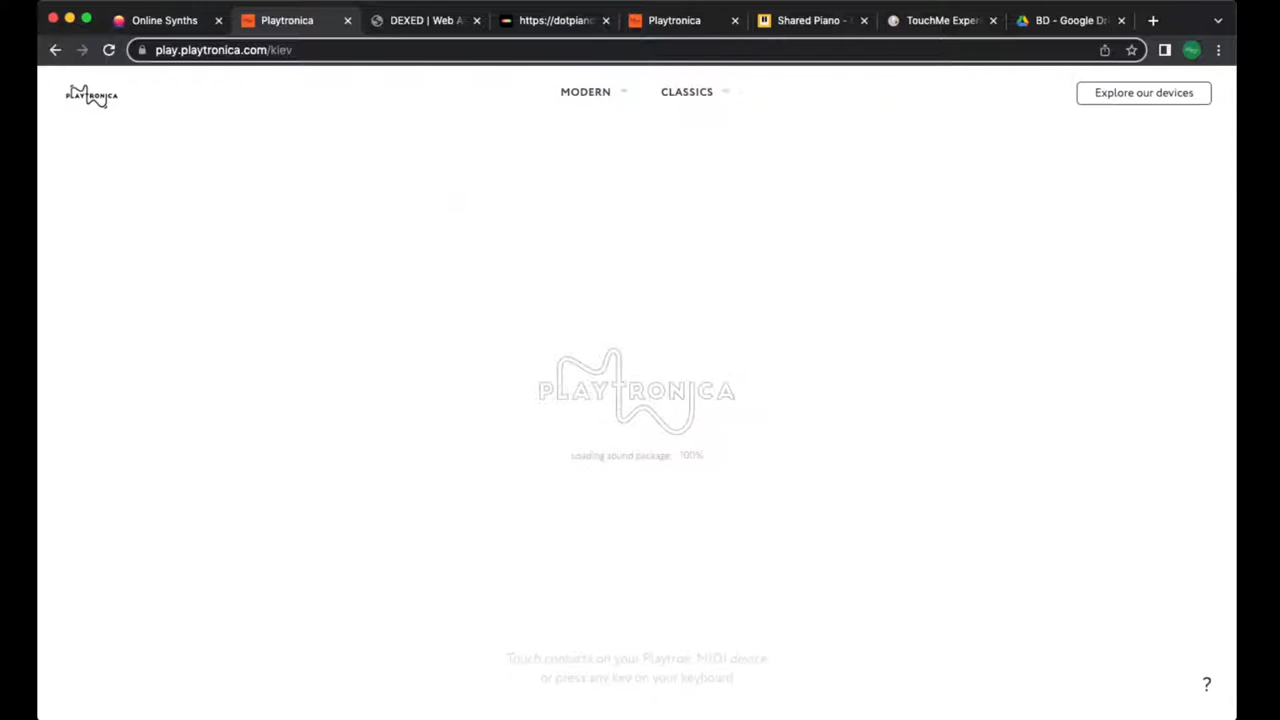 Online Synths
Playtronica
DEXED | Web A
https://dotpiano
Playtronica
Shared Piano -
TouchMe Exper
BD - Google Dri
play.playtronica.com/kiev
PLAYTRONICA
MODERN
CLASSICS
Explore our devices
PLAYTRONICA
Loading sound package: 100%
Touch contacts on your Playtron MIDI device
or press any key on your keyboard
?